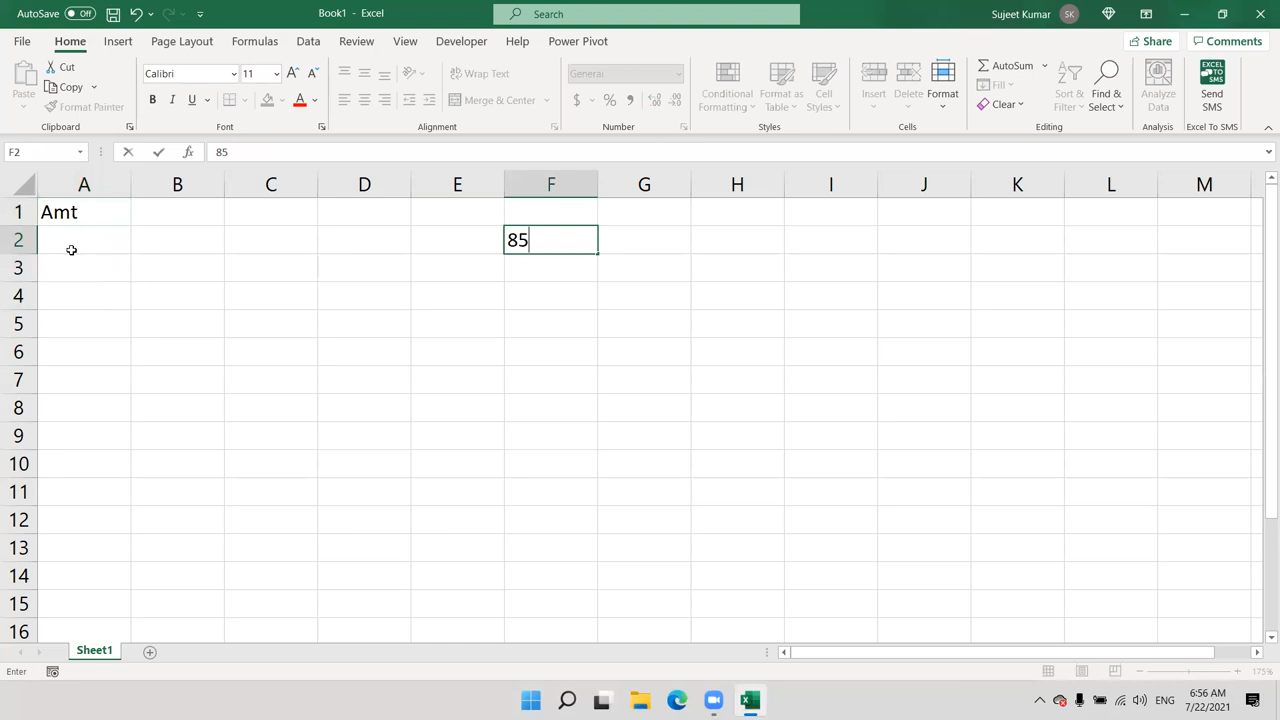 AutoSave Off Book1 - Excel Search Sujeet Kumar SK
File Home Insert Page Layout Formulas Data Review View Developer Help Power Pivot Share Comments
Paste Cut Copy Format Painter Clipboard
Calibri 11 A A B I U A Font
Wrap Text Merge & Center Alignment
General $ % , Number
Conditional Formatting Format as Table Cell Styles Styles
Insert Delete Format Cells
AutoSum Fill Clear Sort & Filter Find & Select Editing
Analyze Data Analysis
EXCEL TO SMS Send SMS Excel To SMS
F2 fx 85
A B C D E F G H I J K L M
1 Amt
2 85
3
4
5
6
7
8
9
10
11
12
13
14
15
16
Sheet1
Enter 175%
ENG 6:56 AM
7/22/2021